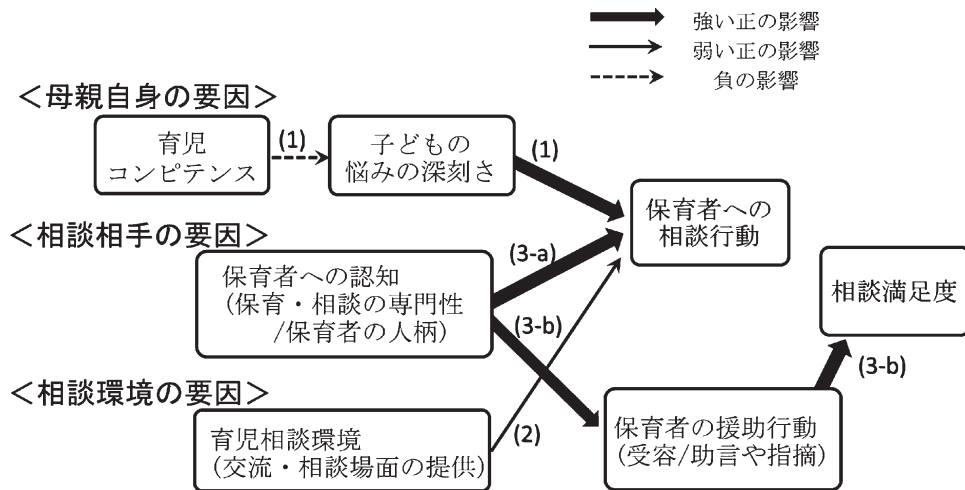 強い正の影響
弱い正の影響
負の影響
＜母親自身の要因＞
育児
コンピテンス
(1)
子どもの
悩みの深刻さ
(1)
保育者への
相談行動
＜相談相手の要因＞
保育者への認知
(保育・相談の専門性
/保育者の人柄)
(3-a)
(3-b)
相談満足度
(3-b)
＜相談環境の要因＞
育児相談環境
(交流・相談場面の提供)
(2)
保育者の援助行動
(受容/助言や指摘)